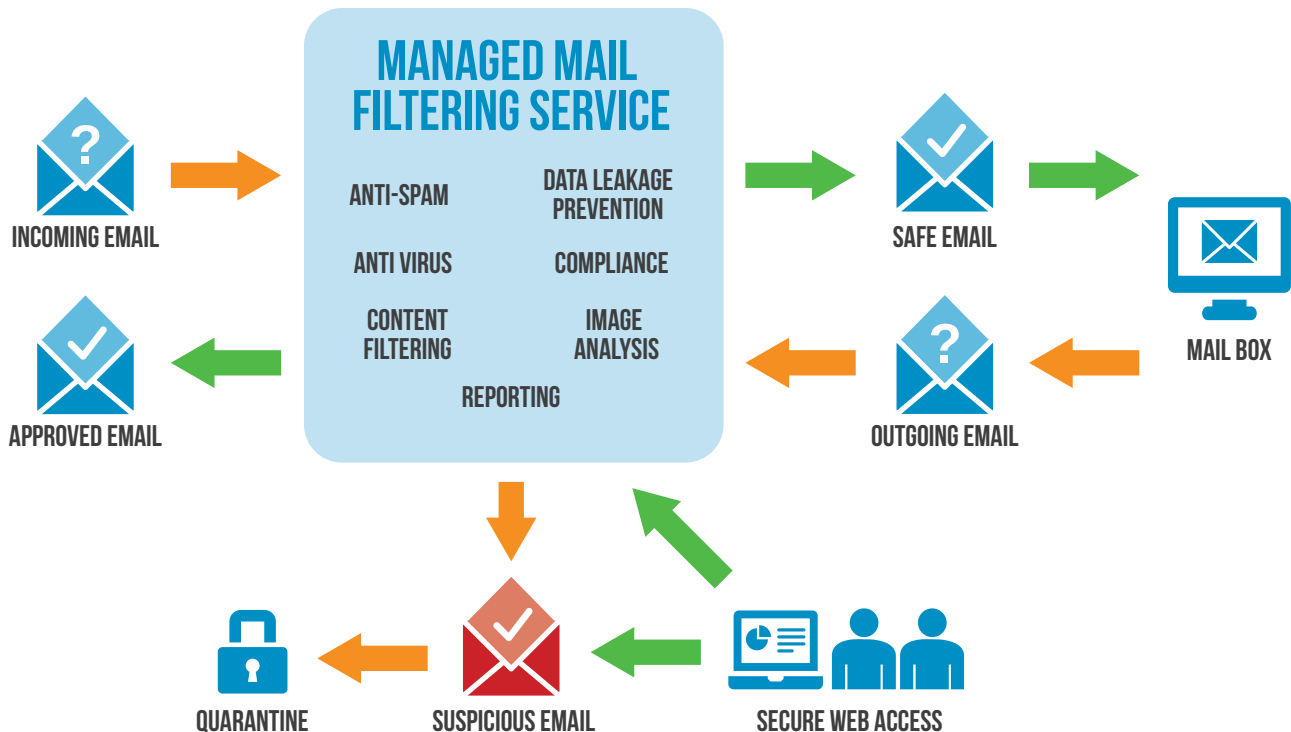 MANAGED MAIL
FILTERING SERVICE
?
INCOMING EMAIL
ANTI-SPAM
DATA LEAKAGE
PREVENTION
ANTI VIRUS
COMPLIANCE
CONTENT
FILTERING
IMAGE
ANALYSIS
REPORTING
SAFE EMAIL
MAIL BOX
APPROVED EMAIL
?
OUTGOING EMAIL
QUARANTINE
SUSPICIOUS EMAIL
SECURE WEB ACCESS